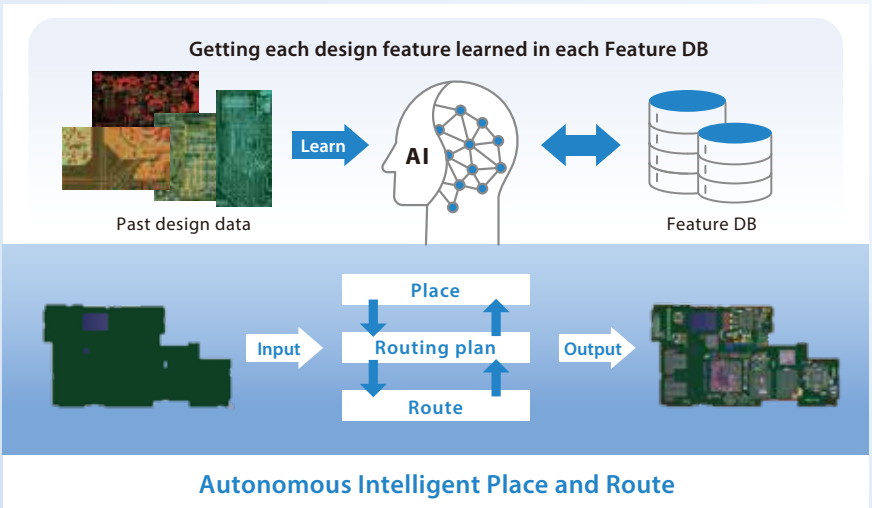 Getting each design feature learned in each Feature DB
Learn
AI
Past design data
Feature DB
Place
Input
Routing plan
Output
Route
Autonomous Intelligent Place and Route